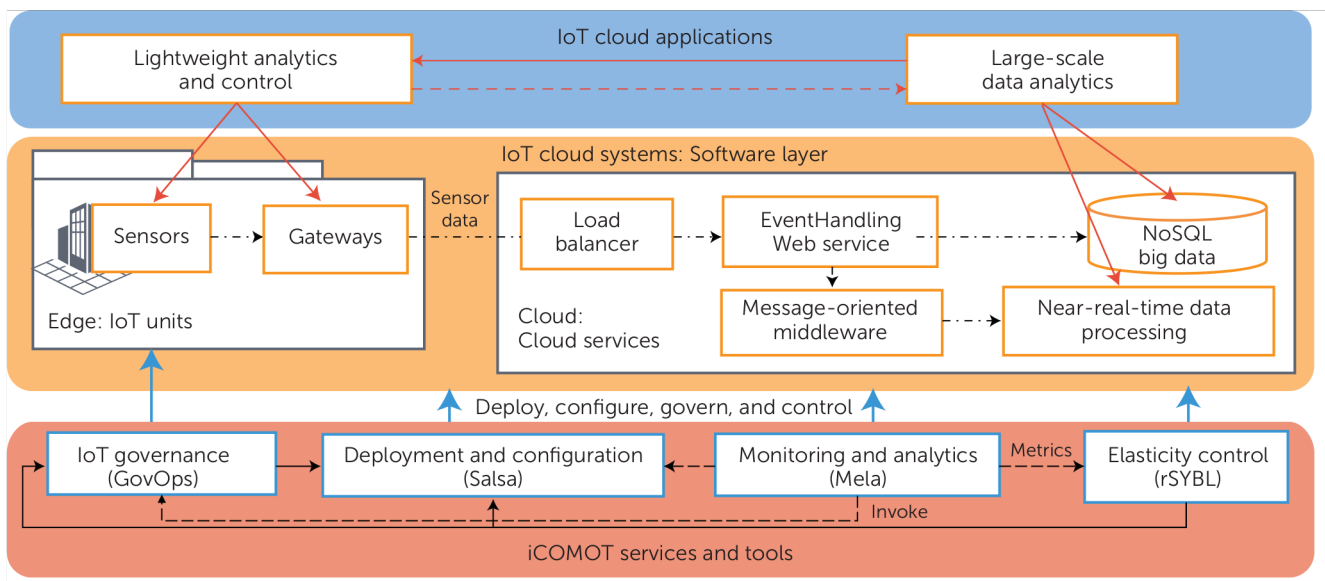 IoT cloud applications
Lightweight analytics
and control
Large-scale
data analytics
IoT cloud systems: Software layer
Sensors
Gateways
Edge: IoT units
Sensor
data
Load
balancer
EventHandling
Web service
NoSQL
big data
Message-oriented
middleware
Near-real-time data
processing
Cloud:
Cloud services
Deploy, configure, govern, and control
IoT governance
(GovOps)
Deployment and configuration
(Salsa)
Monitoring and analytics
(Mela)
Metrics
Elasticity control
(rSYBL)
Invoke
iCOMOT services and tools